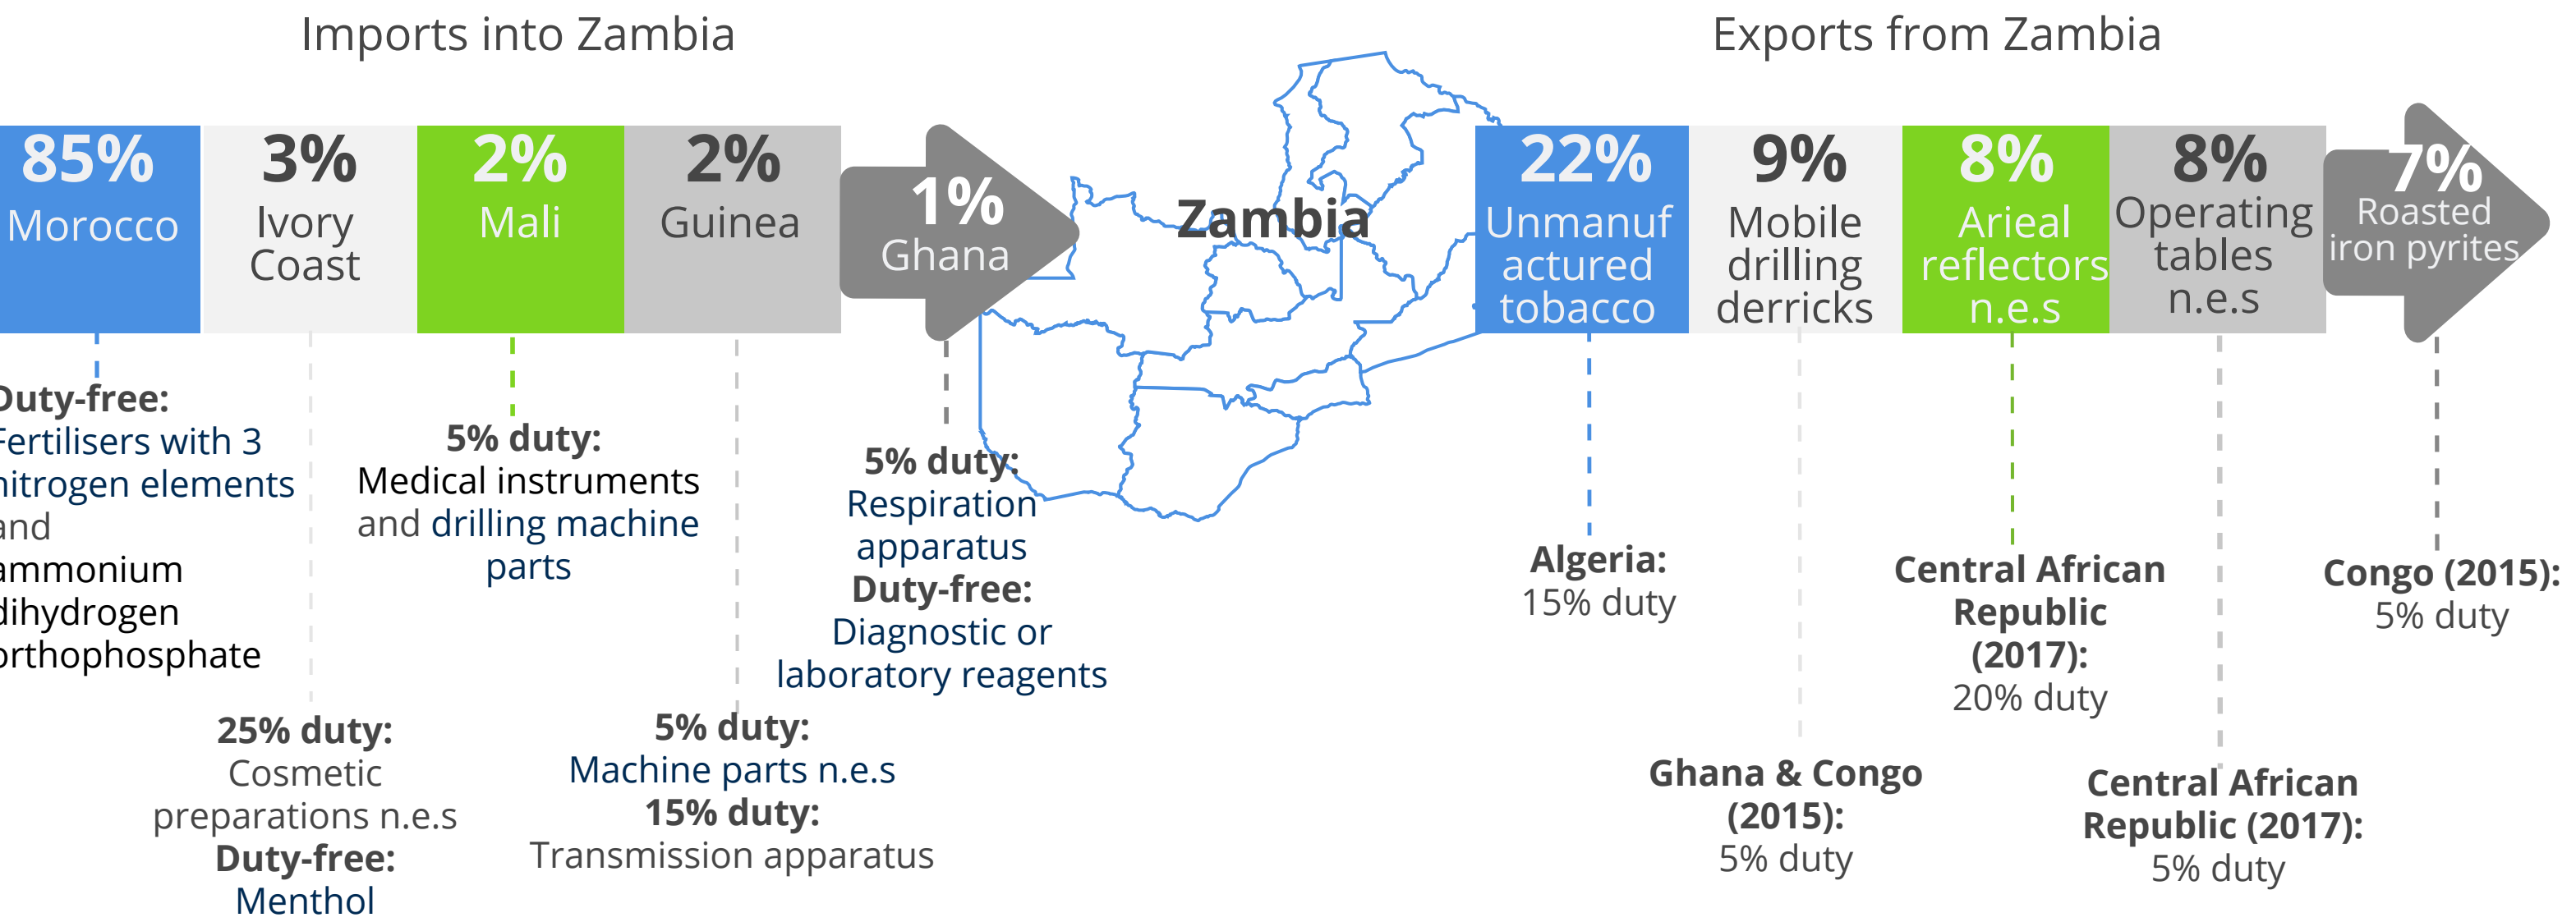 Imports into Zambia
Exports from Zambia
85%
Morocco
3%
Ivory
Coast
2%
Mali
2%
Guinea
1%
Ghana
Zambia
22%
Unmanuf
actured
tobacco
9%
Mobile
drilling
derricks
8%
Arieal
reflectors
n.e.s
8%
Operating
tables
n.e.s
7%
Roasted
iron pyrites
Duty-free:
Fertilisers with 3
nitrogen elements
and
ammonium
dihydrogen
orthophosphate
25% duty:
Cosmetic
preparations n.e.s
Duty-free:
Menthol
5% duty:
Medical instruments
and drilling machine
parts
5% duty:
Machine parts n.e.s
15% duty:
Transmission apparatus
5% duty:
Respiration
apparatus
Duty-free:
Diagnostic or
laboratory reagents
Algeria:
15% duty
Ghana & Congo
(2015):
5% duty
Central African
Republic
(2017):
20% duty
Central African
Republic (2017):
5% duty
Congo (2015):
5% duty